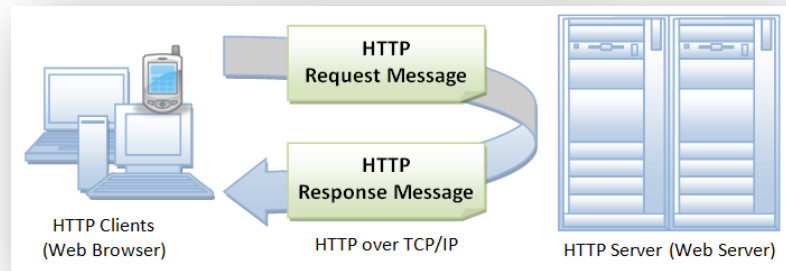 HTTP
Request Message
HTTP
Response Message
HTTP Clients
(Web Browser)
HTTP over TCP/IP
HTTP Server (Web Server)